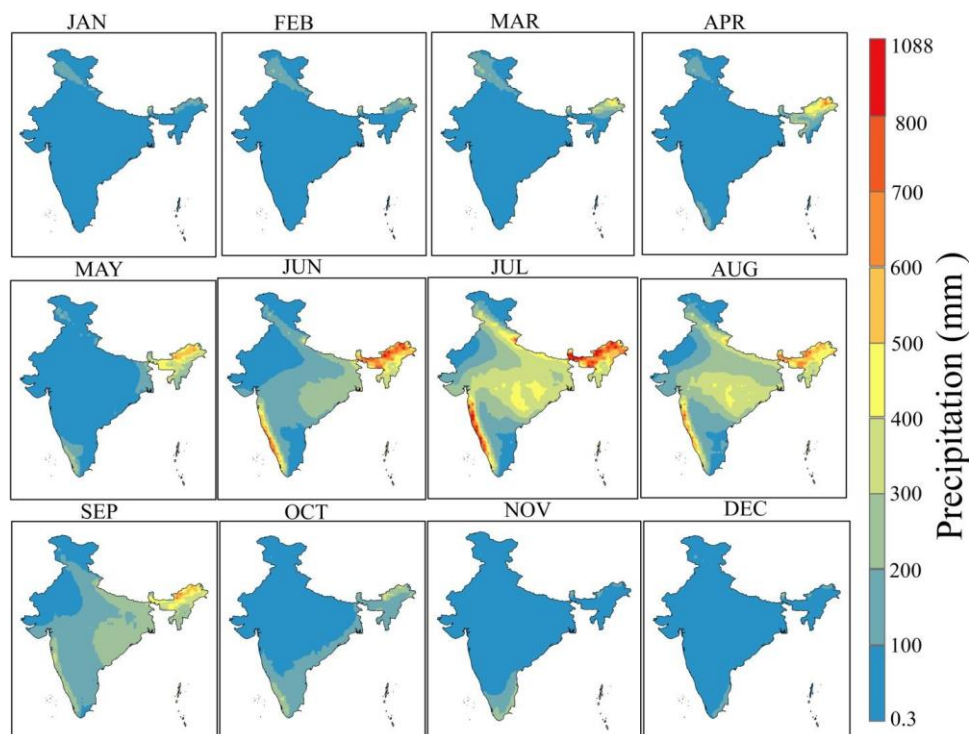 JAN
FEB
MAR
APR
MAY
JUN
JUL
AUG
SEP
OCT
NOV
DEC
1088
800
700
600
500
400
300
200
100
0.3
Precipitation (mm)